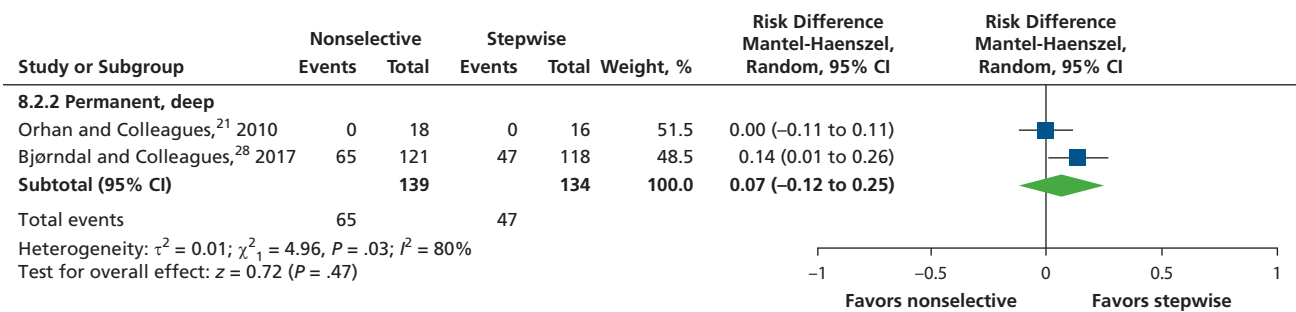 Nonselective Stepwise Risk Difference Mantel-Haenszel, Random, 95% CI Risk Difference Mantel-Haenszel, Random, 95% CI
Study or Subgroup Events Total Events Total Weight, %
8.2.2 Permanent, deep
Orhan and Colleagues,21 2010 0 18 0 16 51.5 0.00 (–0.11 to 0.11)
Bjørndal and Colleagues,28 2017 65 121 47 118 48.5 0.14 (0.01 to 0.26)
Subtotal (95% CI) 139 134 100.0 0.07 (–0.12 to 0.25)
Total events 65 47
Heterogeneity: τ2 = 0.01; χ21 = 4.96, P = .03; I2 = 80%
Test for overall effect: z = 0.72 (P = .47)
–1 –0.5 0 0.5 1
Favors nonselective Favors stepwise